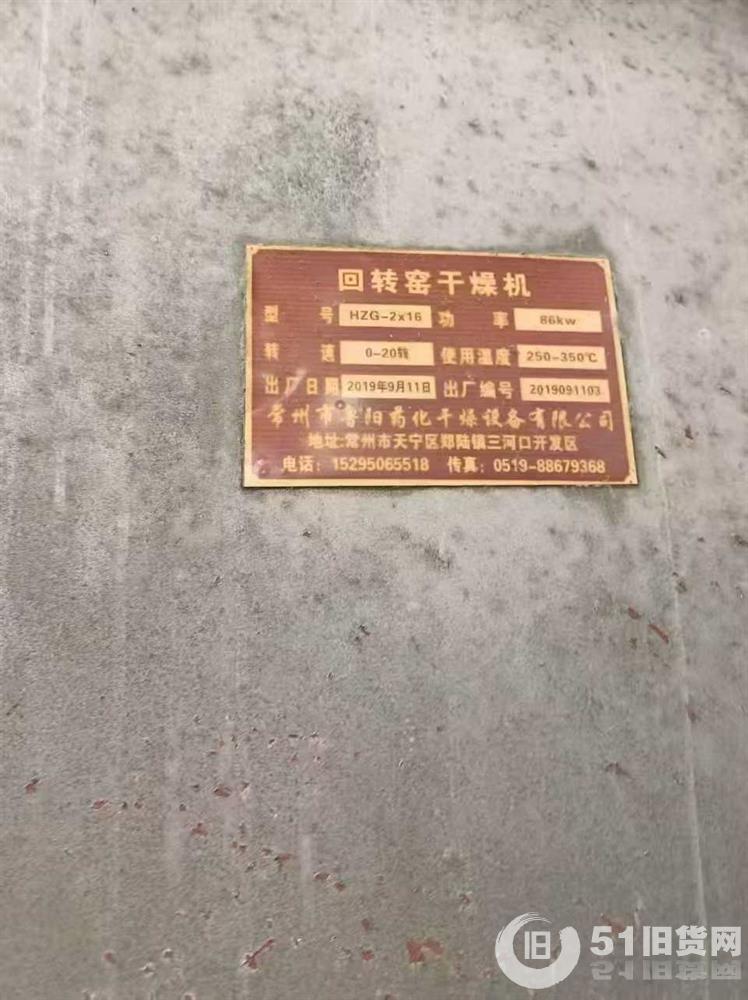 回转窑干燥机
型 号 HZG-2x16 功 率 86kw
转 速 0-20转 使用温度 250-350℃
出厂日期 2019年9月11日 出厂编号 2019091103
常州市 阳药化干燥设备有限公司
地址:常州市天宁区郑陆镇三河口开发区
电话：15295065518 传真：0519-88679368
旧 51旧货网